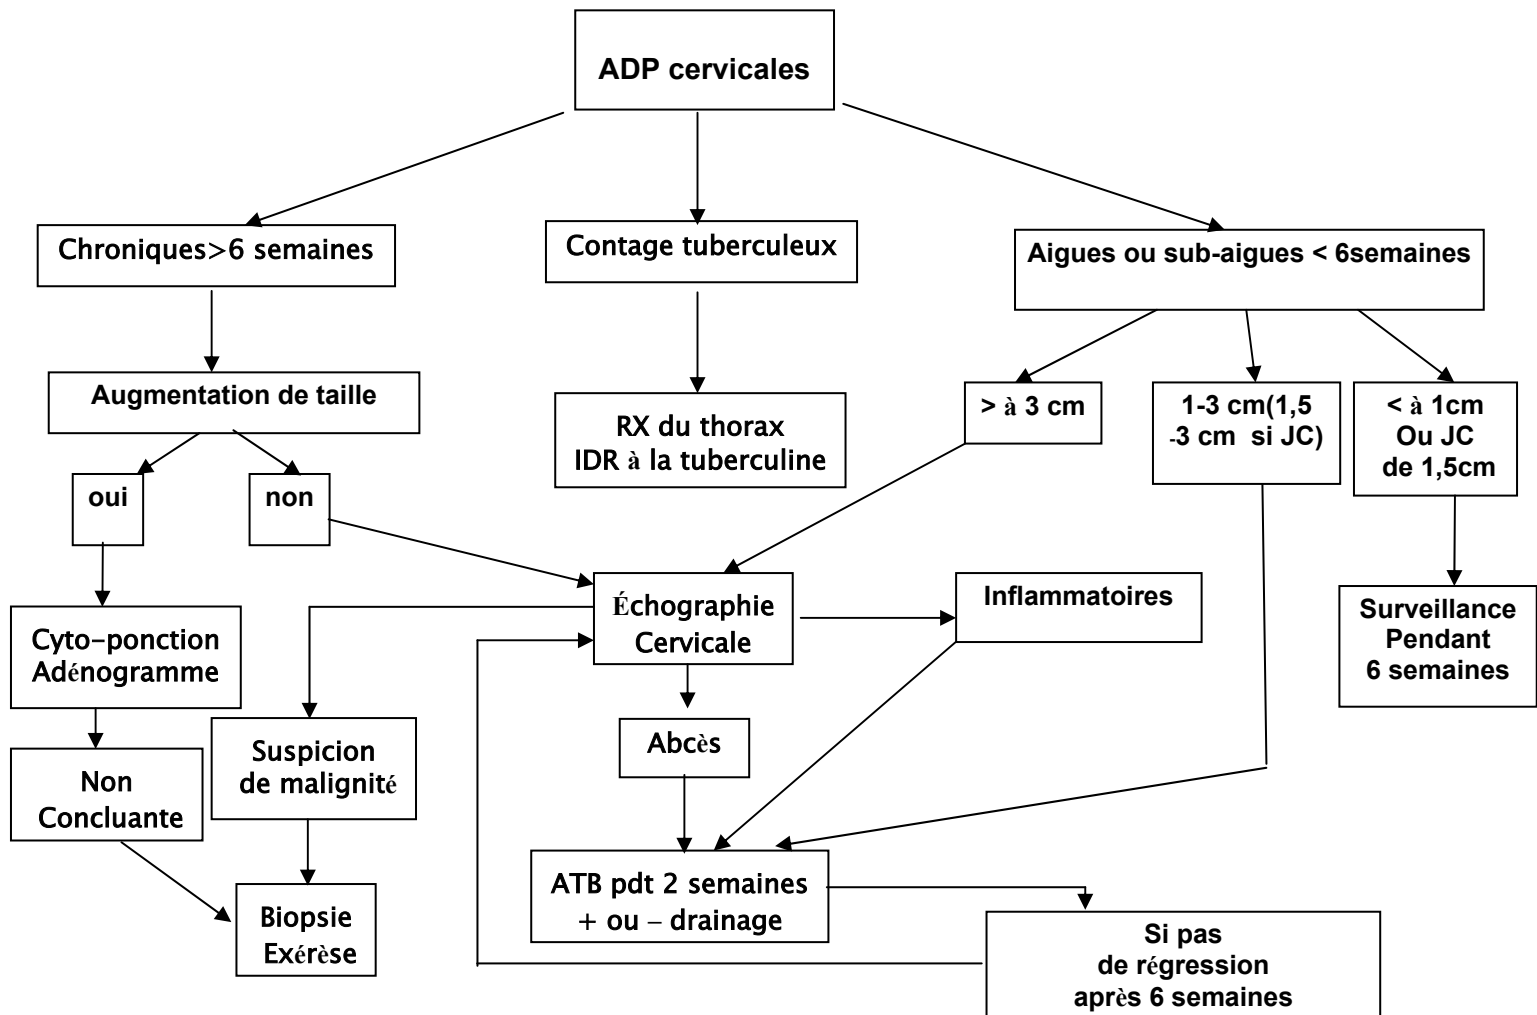 ADP cervicales
Chroniques>6 semaines
Contage tuberculeux
Aigues ou sub-aigues < 6semaines
Augmentation de taille
RX du thorax
IDR à la tuberculine
> à 3 cm
1-3 cm(1,5
-3 cm si JC)
< à 1cm
Ou JC
de 1,5cm
oui
non
Échographie
Cervicale
Inflammatoires
Surveillance
Pendant
6 semaines
Cyto-ponction
Adénogramme
Suspicion
de malignité
Abcès
Non
Concluante
ATB pdt 2 semaines
+ ou – drainage
Biopsie
Exérèse
Si pas
de régression
après 6 semaines